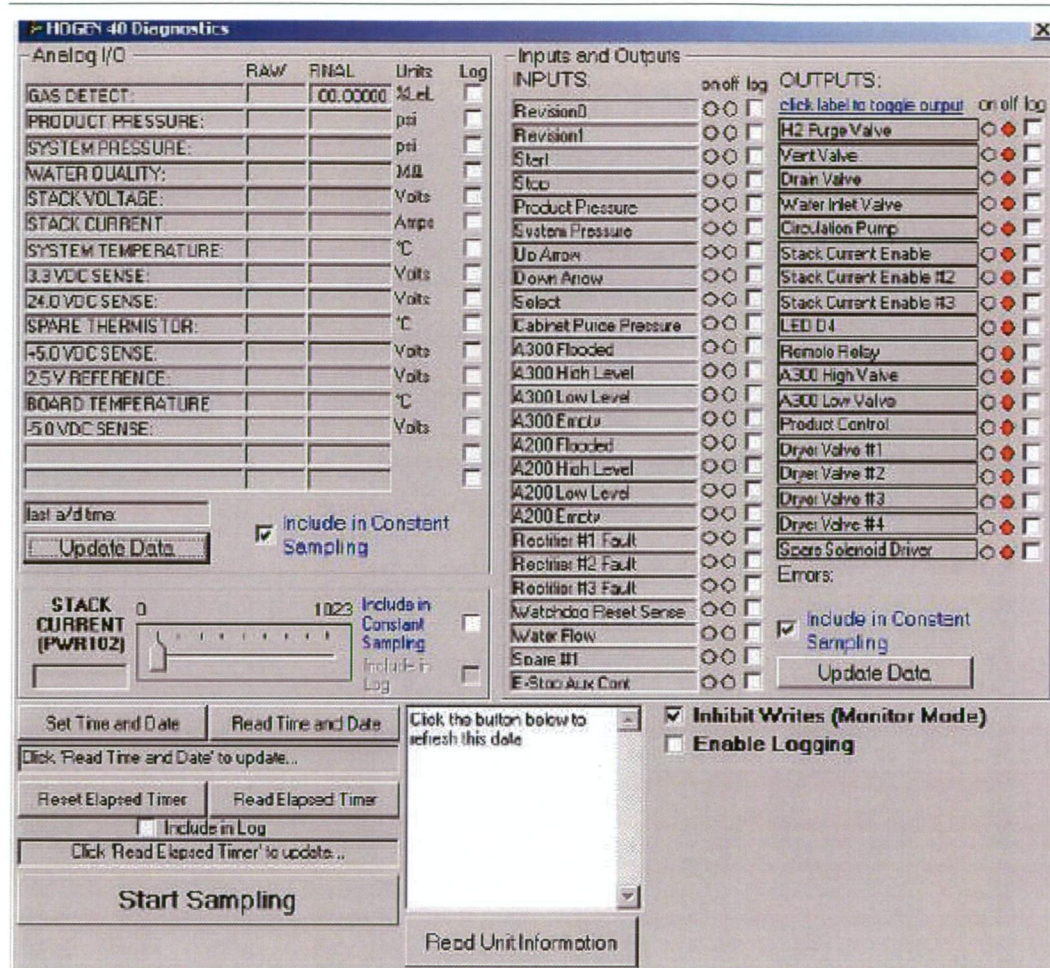 HOGEN 40 Diagnostics
Analog I/O
RAW FINAL Units Log
GAS DETECT: 00.00000 %LeL
PRODUCT PRESSURE: psi
SYSTEM PRESSURE: psi
WATER QUALITY: MΩ
STACK VOLTAGE: Volts
STACK CURRENT Amps
SYSTEM TEMPERATURE: °C
3.3 VDC SENSE: Volts
24.0 VDC SENSE: Volts
SPARE THERMISTOR: °C
+5.0 VDC SENSE: Volts
2.5 V REFERENCE: Volts
BOARD TEMPERATURE °C
-5.0 VDC SENSE: Volts
last a/d time:
Update Data
Include in Constant
Sampling
STACK
CURRENT
(PWR102)
0 1023
Include in
Constant
Sampling
Include in
Log
Inputs and Outputs
INPUTS: on off log
Revision0
Revision1
Start
Stop
Product Pressure
System Pressure
Up Arrow
Down Arrow
Select
Cabinet Purge Pressure
A300 Flooded
A300 High Level
A300 Low Level
A300 Empty
A200 Flooded
A200 High Level
A200 Low Level
A200 Empty
Rectifier #1 Fault
Rectifier #2 Fault
Rectifier #3 Fault
Watchdog Reset Sense
Water Flow
Spare #1
E-Stop Aux Cont
OUTPUTS:
click label to toggle output on off log
H2 Purge Valve
Vent Valve
Drain Valve
Water Inlet Valve
Circulation Pump
Stack Current Enable
Stack Current Enable #2
Stack Current Enable #3
LED D4
Remote Relay
A300 High Valve
A300 Low Valve
Product Control
Dryer Valve #1
Dryer Valve #2
Dryer Valve #3
Dryer Valve #4
Spare Solenoid Driver
Errors:
Include in Constant
Sampling
Update Data
Set Time and Date Read Time and Date
Click 'Read Time and Date' to update...
Reset Elapsed Timer Read Elapsed Timer
Include in Log
Click 'Read Elapsed Timer' to update...
Start Sampling
Click the button below to
refresh this data
Read Unit Information
Inhibit Writes (Monitor Mode)
Enable Logging